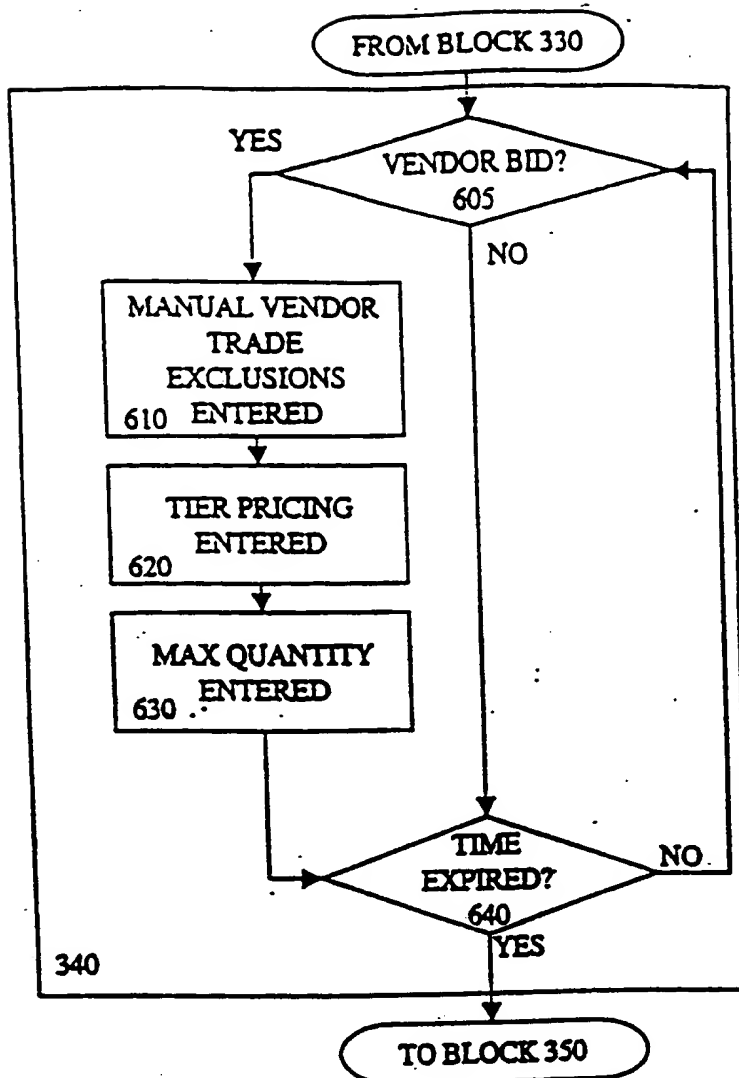 FROM BLOCK 330
YES
VENDOR BID?
605
NO
MANUAL VENDOR
TRADE
EXCLUSIONS
ENTERED
610
TIER PRICING
ENTERED
620
MAX QUANTITY
ENTERED
630
TIME
EXPIRED?
640
NO
YES
340
TO BLOCK 350